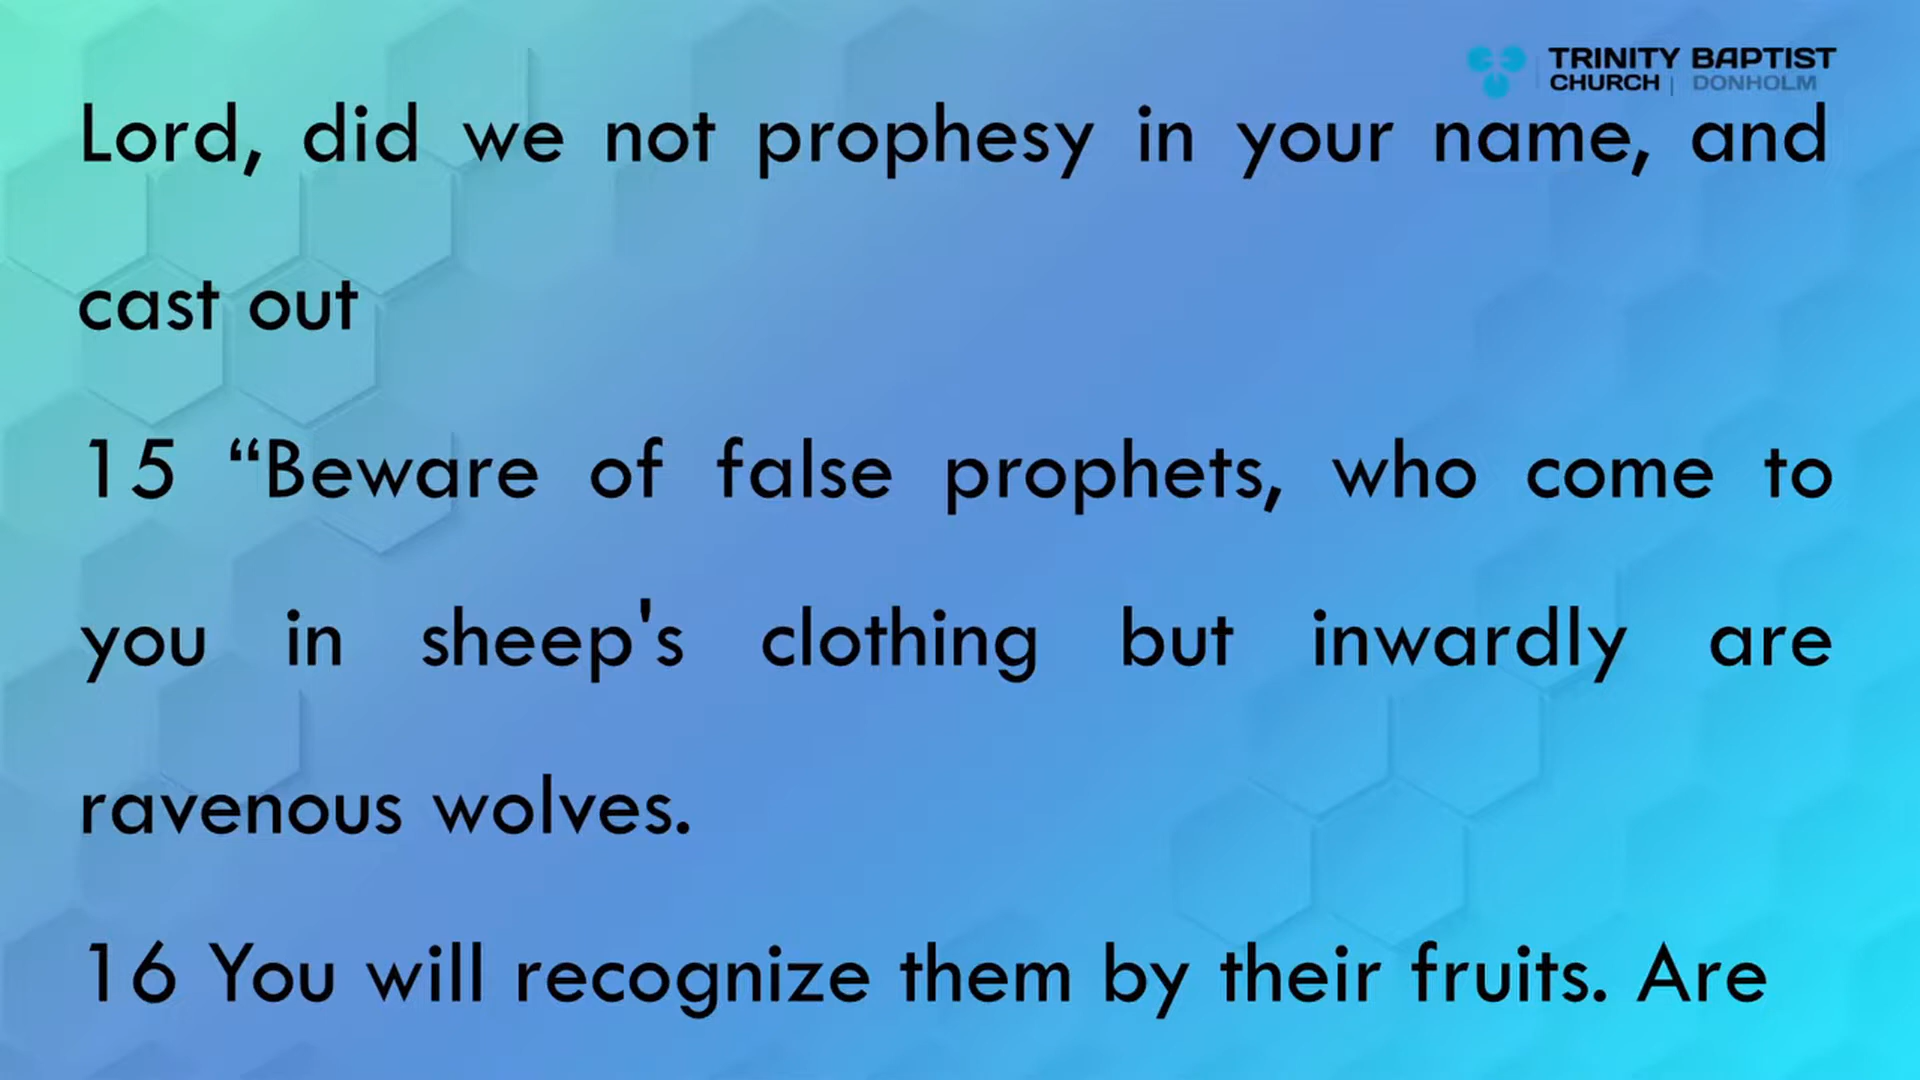 TRINITY BAPTIST
CHURCH | DONHOLM
Lord, did we not prophesy in your name, and
cast out
15 “Beware of false prophets, who come to
you in sheep's clothing but inwardly are
ravenous wolves.
16 You will recognize them by their fruits. Are